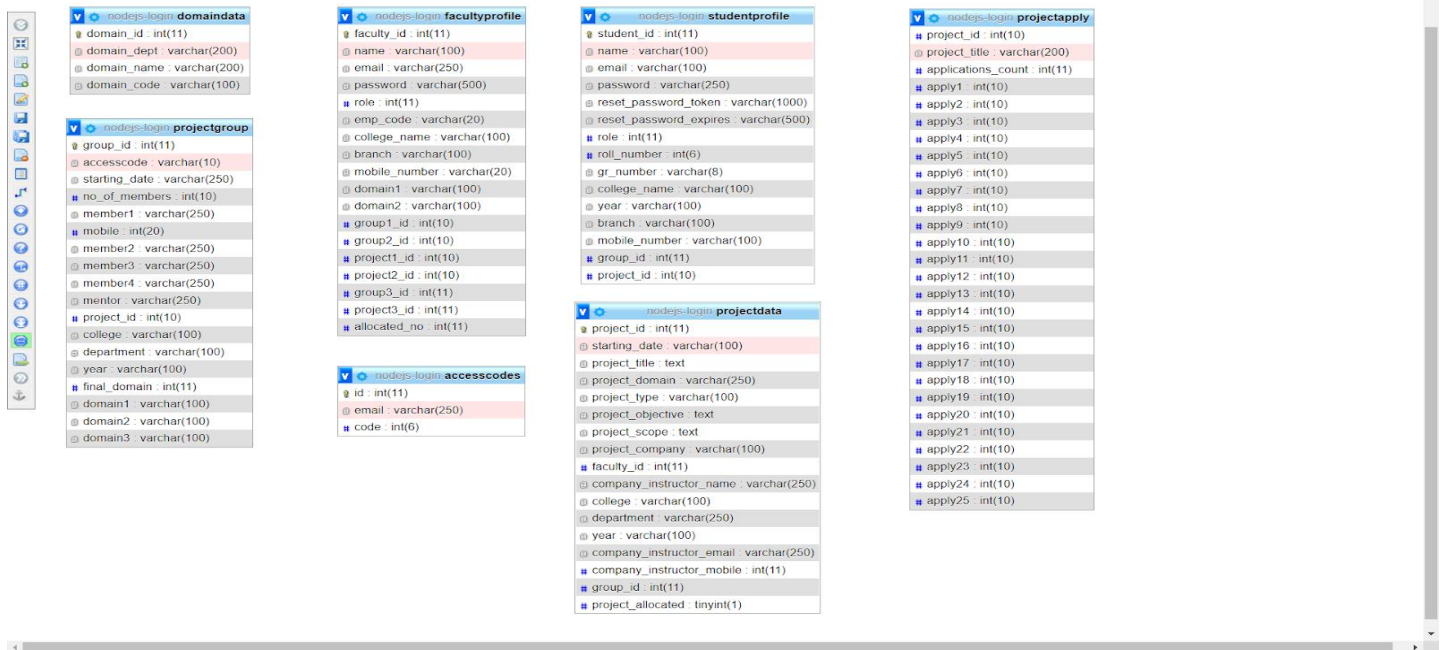 nodejs-login domaindata
domain_id : int(11)
domain_dept : varchar(200)
domain_name : varchar(200)
domain_code : varchar(100)
nodejs-login projectgroup
group_id : int(11)
accesscode : varchar(10)
starting_date : varchar(250)
no_of_members : int(10)
member1 : varchar(250)
mobile : int(20)
member2 : varchar(250)
member3 : varchar(250)
member4 : varchar(250)
mentor : varchar(250)
project_id : int(10)
college : varchar(100)
department : varchar(100)
year : varchar(100)
final_domain : int(11)
domain1 : varchar(100)
domain2 : varchar(100)
domain3 : varchar(100)
nodejs-login facultyprofile
faculty_id : int(11)
name : varchar(100)
email : varchar(250)
password : varchar(500)
role : int(11)
emp_code : varchar(20)
college_name : varchar(100)
branch : varchar(100)
mobile_number : varchar(20)
domain1 : varchar(100)
domain2 : varchar(100)
group1_id : int(10)
group2_id : int(10)
project1_id : int(10)
project2_id : int(10)
group3_id : int(11)
project3_id : int(11)
allocated_no : int(11)
nodejs-login accesscodes
id : int(11)
email : varchar(250)
code : int(6)
nodejs-login studentprofile
student_id : int(11)
name : varchar(100)
email : varchar(100)
password : varchar(250)
reset_password_token : varchar(1000)
reset_password_expires : varchar(500)
role : int(11)
roll_number : int(6)
gr_number : varchar(8)
college_name : varchar(100)
year : varchar(100)
branch : varchar(100)
mobile_number : varchar(100)
group_id : int(11)
project_id : int(10)
nodejs-login projectdata
project_id : int(11)
starting_date : varchar(100)
project_title : text
project_domain : varchar(250)
project_type : varchar(100)
project_objective : text
project_scope : text
project_company : varchar(100)
faculty_id : int(11)
company_instructor_name : varchar(250)
college : varchar(100)
department : varchar(250)
year : varchar(100)
company_instructor_email : varchar(250)
company_instructor_mobile : int(11)
group_id : int(11)
project_allocated : tinyint(1)
nodejs-login projectapply
project_id : int(10)
project_title : varchar(200)
applications_count : int(11)
apply1 : int(10)
apply2 : int(10)
apply3 : int(10)
apply4 : int(10)
apply5 : int(10)
apply6 : int(10)
apply7 : int(10)
apply8 : int(10)
apply9 : int(10)
apply10 : int(10)
apply11 : int(10)
apply12 : int(10)
apply13 : int(10)
apply14 : int(10)
apply15 : int(10)
apply16 : int(10)
apply17 : int(10)
apply18 : int(10)
apply19 : int(10)
apply20 : int(10)
apply21 : int(10)
apply22 : int(10)
apply23 : int(10)
apply24 : int(10)
apply25 : int(10)